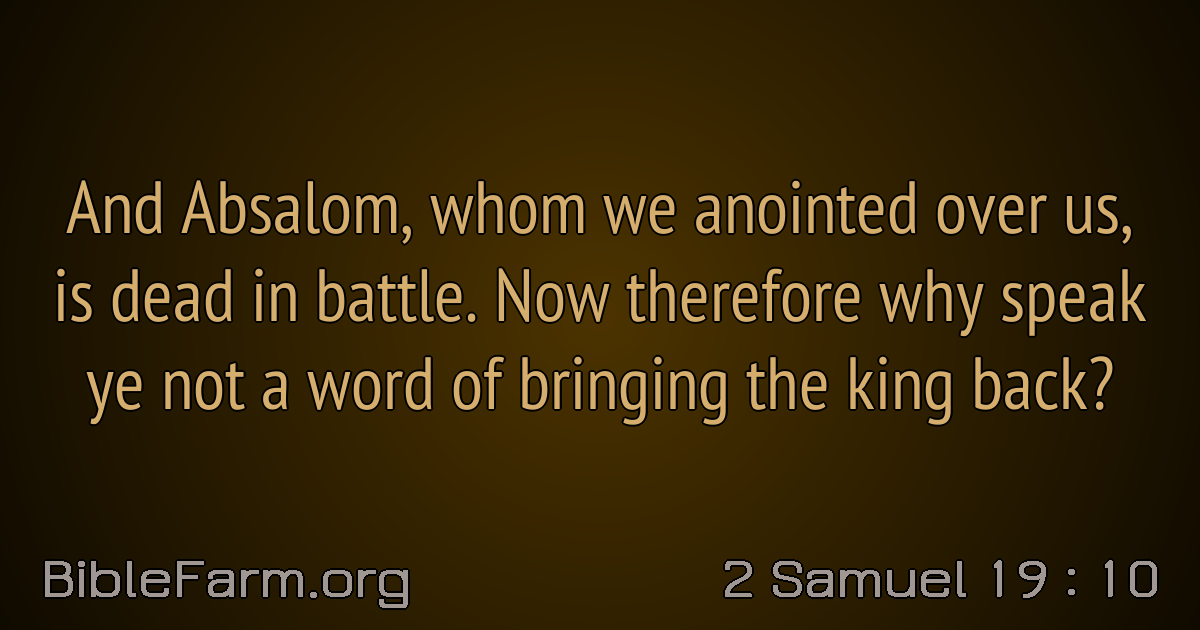 And Absalom, whom we anointed over us,
is dead in battle. Now therefore why speak
ye not a word of bringing the king back?
BibleFarm.org
2 Samuel 19 : 10